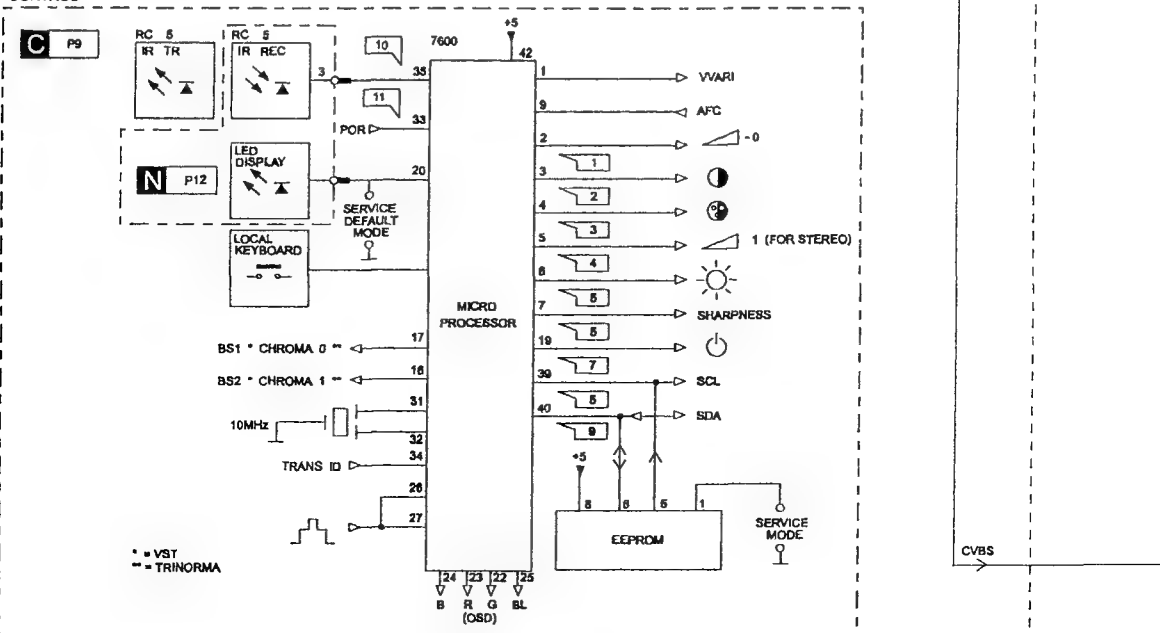 C P9
RC 5
IR TR
RC 5
IR REC
3
10
35
7600
+5
42
11
POR
33
N P12
LED
DISPLAY
20
SERVICE
DEFAULT
MODE
LOCAL
KEYBOARD
MICRO
PROCESSOR
1 VVARI
9 AFC
2 - 0
1
3
2
4
3
5 1 (FOR STEREO)
4
6
5
7 SHARPNESS
5
19
7
39 SCL
5
40 SDA
9
BS1 * CHROMA 0 ** 17
BS2 * CHROMA 1 ** 16
31
10MHz
32
TRANS ID 34
26
27
* = VST
** = TRINORMA
24 23 22 25
B R G BL
(OSD)
+5
8 6 5 1
EEPROM
SERVICE
MODE
CVBS